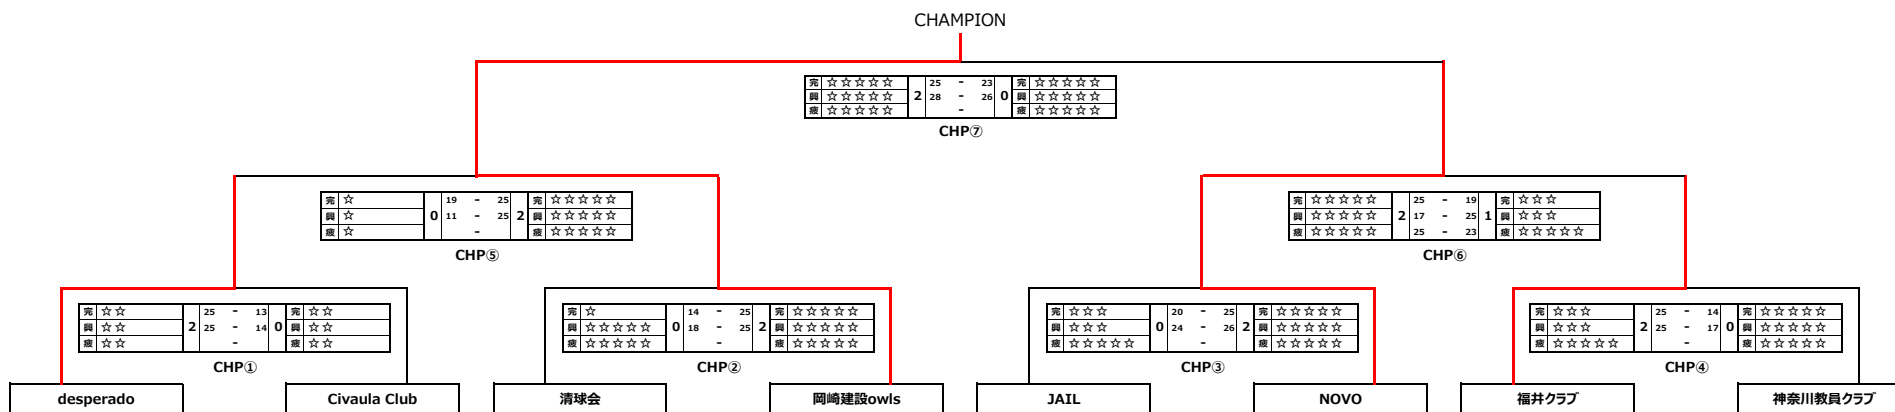 CHAMPION
完 ☆☆☆☆☆ 2 25 - 23 0 完 ☆☆☆☆☆
興 ☆☆☆☆☆ 28 - 26 興 ☆☆☆☆☆
疲 ☆☆☆☆☆ - 疲 ☆☆☆☆☆
CHP⑦
完 ☆ 0 19 - 25 2 完 ☆☆☆☆☆
興 ☆ 11 - 25 興 ☆☆☆☆☆
疲 ☆ - 疲 ☆☆☆☆☆
CHP⑤
完 ☆☆☆☆☆ 2 25 - 19 1 完 ☆☆☆
興 ☆☆☆☆☆ 17 - 25 興 ☆☆☆
疲 ☆☆☆☆☆ 25 - 23 疲 ☆☆☆☆☆
CHP⑥
完 ☆☆ 2 25 - 13 0 完 ☆☆
興 ☆☆ 25 - 14 興 ☆☆
疲 ☆☆ - 疲 ☆☆
CHP①
完 ☆ 0 14 - 25 2 完 ☆☆☆☆☆
興 ☆☆☆☆☆ 18 - 25 興 ☆☆☆☆☆
疲 ☆☆☆☆☆ - 疲 ☆☆☆☆☆
CHP②
完 ☆☆☆ 0 20 - 25 2 完 ☆☆☆☆☆
興 ☆☆☆ 24 - 26 興 ☆☆☆☆☆
疲 ☆☆☆☆☆ - 疲 ☆☆☆☆☆
CHP③
完 ☆☆☆ 2 25 - 14 0 完 ☆☆☆☆☆
興 ☆☆☆ 25 - 17 興 ☆☆☆☆☆
疲 ☆☆☆☆☆ - 疲 ☆☆☆☆☆
CHP④
desperado
Civaula Club
清球会
岡崎建設owls
JAIL
NOVO
福井クラブ
神奈川教員クラブ